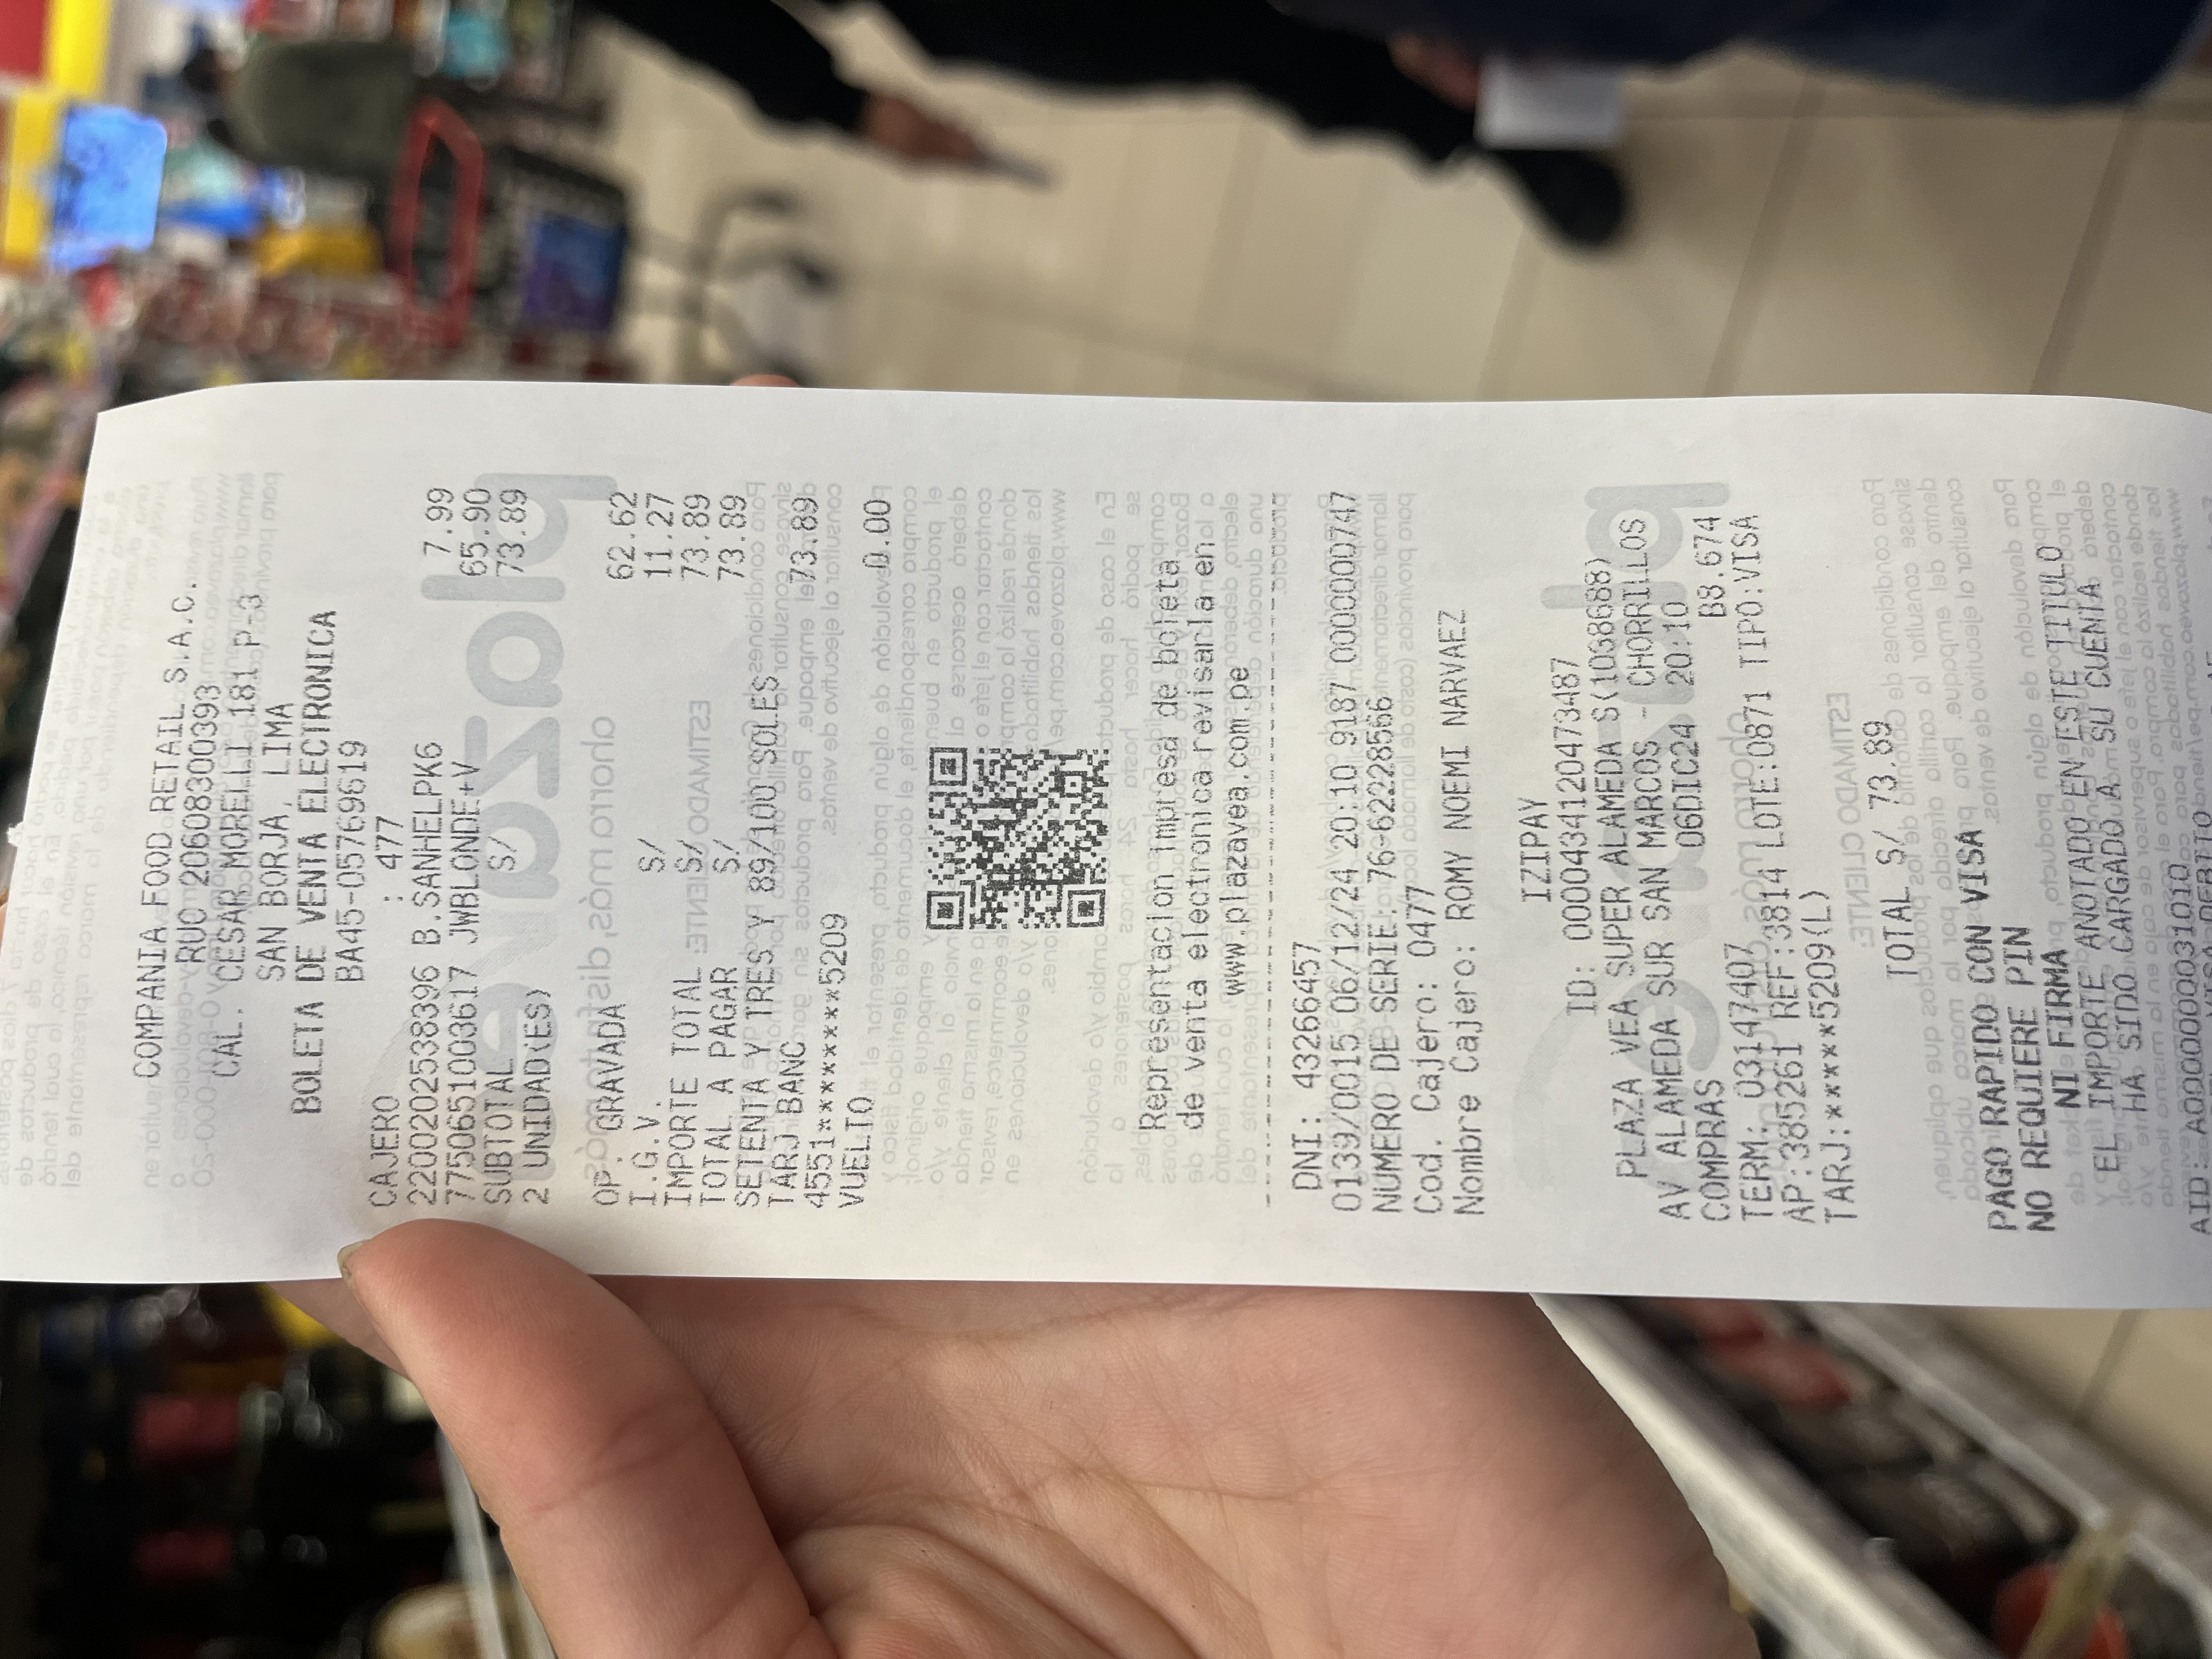 COMPANIA FOOD RETAIL S.A.C.
RUC 20608300393
CAL. CESAR MORELLI 181 P-3
SAN BORJA, LIMA
BOLETA DE VENTA ELECTRONICA
BA45-05769619
CAJERO : 477
2200202538396 B.SANHELPK6 7.99
7750651003617 JWBLONDE+V 65.90
SUBTOTAL S/ 73.89
2 UNIDAD(ES)
OP. GRAVADA 62.62
I.G.V. S/ 11.27
IMPORTE TOTAL S/ 73.89
TOTAL A PAGAR S/ 73.89
SETENTA Y TRES Y 89/100 SOLES
TARJ BANC 73.89
4551********5209
VUELTO 0.00
Representacion impresa de boleta
de venta electronica revisarla en
www.plazavea.com.pe
DNI: 43266457
0139/0015 06/12/24 20:10 9187 0000000747
NUMERO DE SERIE: 76-62228566
Cod. Cajero: 0477
Nombre Cajero: ROMY NOEMI NARVAEZ
IZIPAY
ID: 0000434120473487
PLAZA VEA SUPER ALAMEDA S(1038688)
AV ALAMEDA SUR SAN MARCOS - CHORRILLOS
06DIC24 20:10
COMPRAS B8.674
TERM: 03147407
AP:385261 REF:3814 LOTE:0871 TIPO:VISA
TARJ:*****5209(L)
TOTAL S/ 73.89
PAGO RAPIDO CON VISA
NO REQUIERE PIN
NI FIRMA
EL IMPORTE ANOTADO EN ESTE TITULO
HA SIDO CARGADO A SU CUENTA
AID: A0000000031010
VISA DEBITO